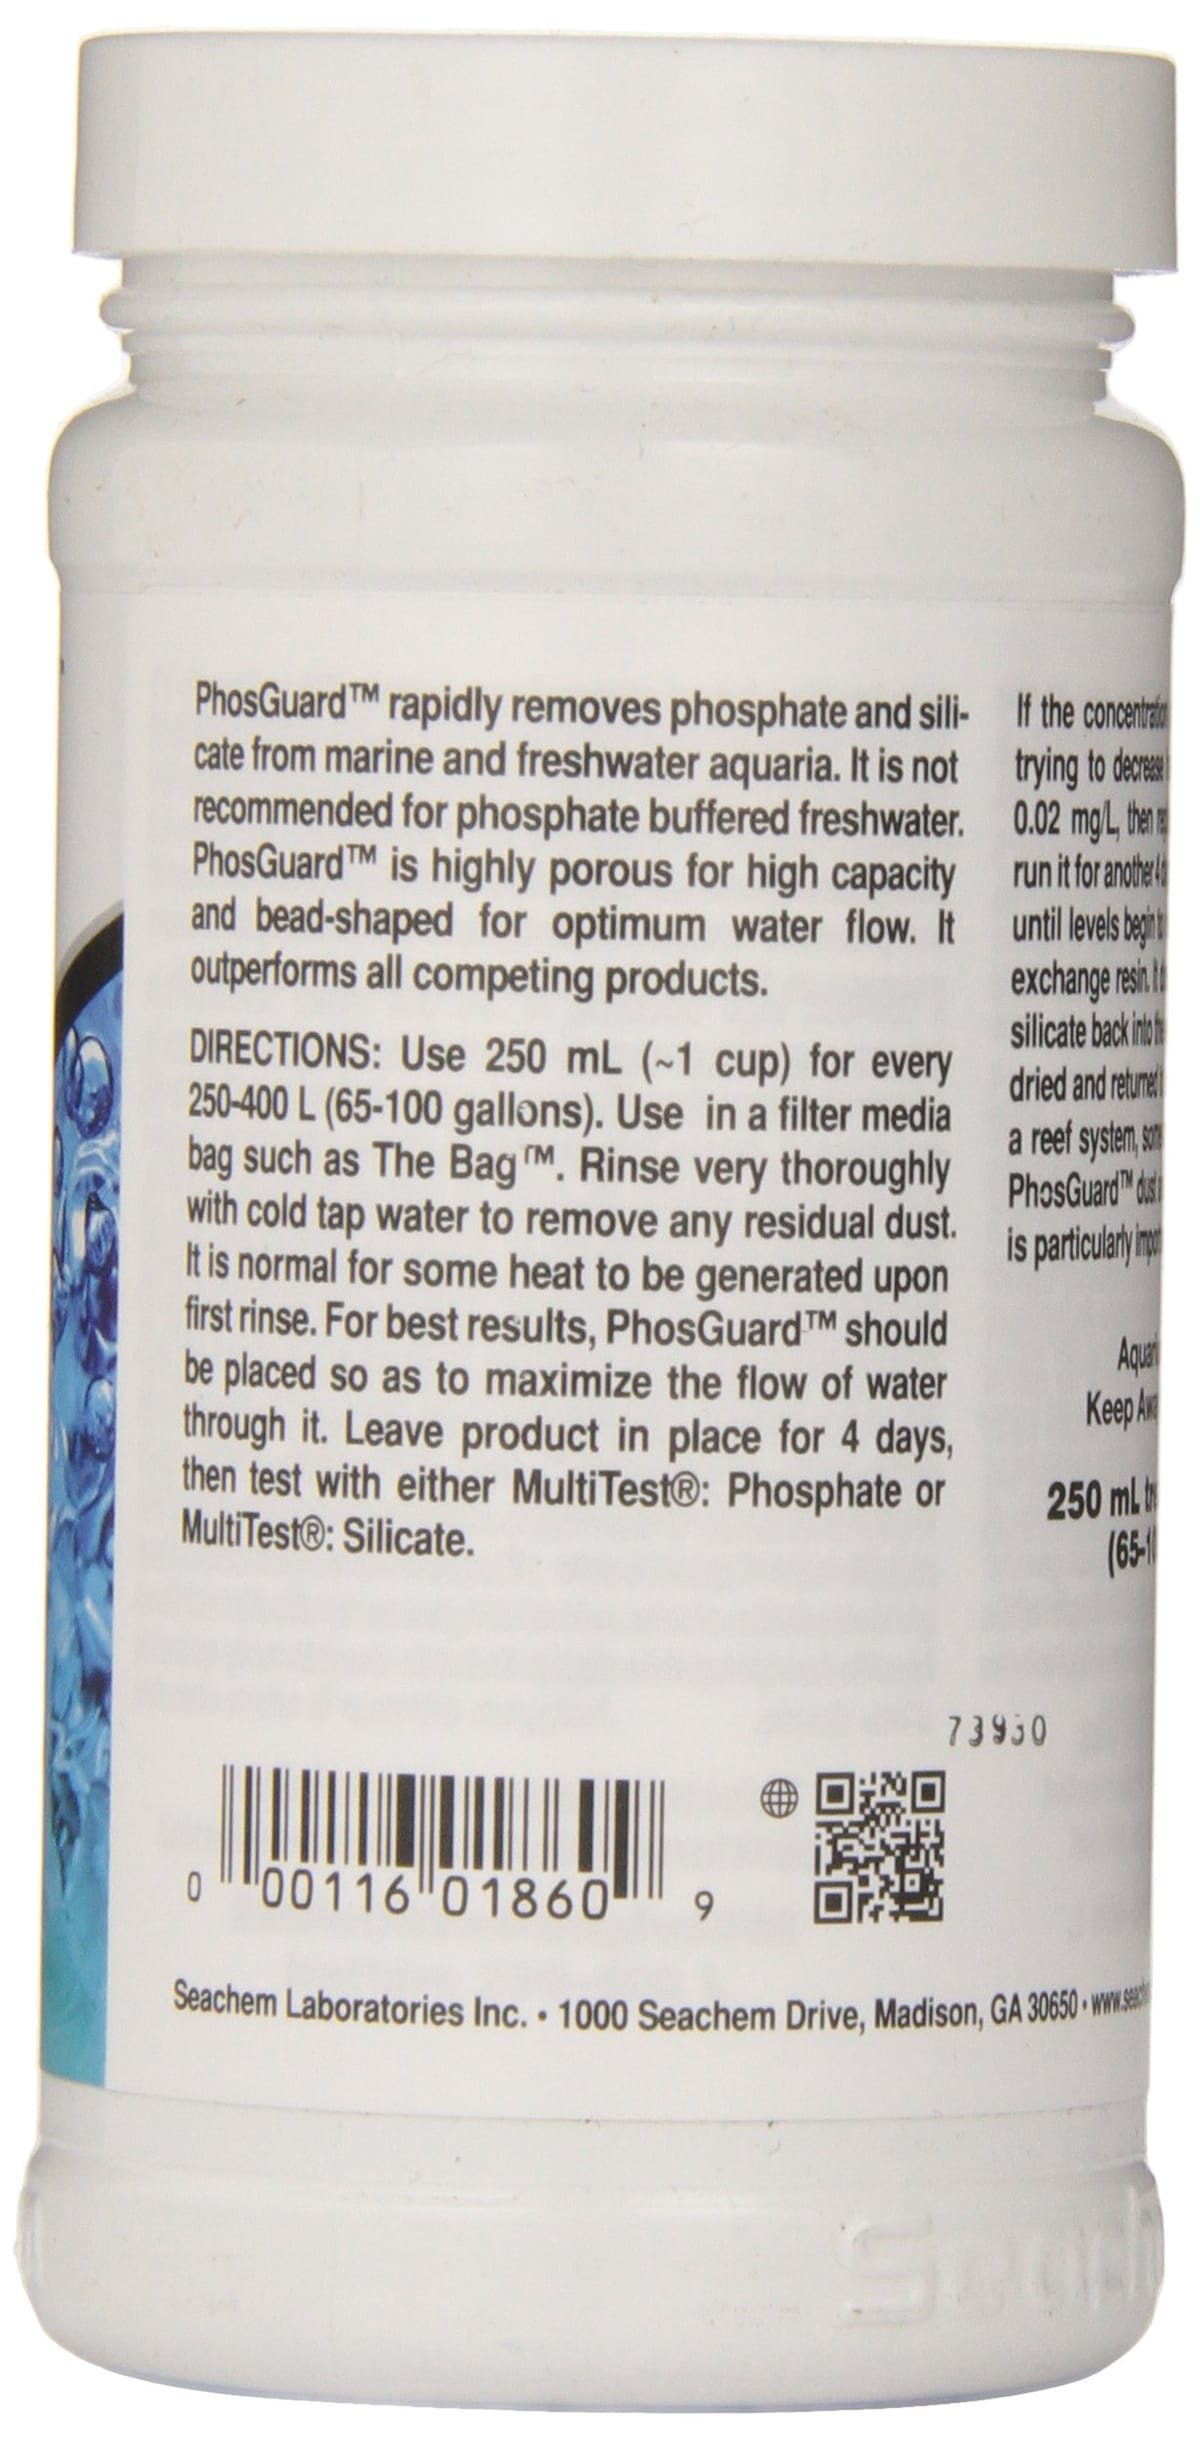 PhosGuard™ rapidly removes phosphate and sili-
cate from marine and freshwater aquaria. It is not
recommended for phosphate buffered freshwater.
PhosGuard™ is highly porous for high capacity
and bead-shaped for optimum water flow. It
outperforms all competing products.
DIRECTIONS: Use 250 mL (~1 cup) for every
250-400 L (65-100 gallons). Use in a filter media
bag such as The Bag™. Rinse very thoroughly
with cold tap water to remove any residual dust.
It is normal for some heat to be generated upon
first rinse. For best results, PhosGuard™ should
be placed so as to maximize the flow of water
through it. Leave product in place for 4 days,
then test with either MultiTest®: Phosphate or
MultiTest®: Silicate.
If the concentration
trying to decrease
0.02 mg/L, then
run it for another 4
until levels begin
exchange resin.
silicate back into
dried and returned
a reef system,
PhosGuard™ dust
is particularly
Keep
250 mL
73930
0 00116 01860 9
Seachem Laboratories Inc. • 1000 Seachem Drive, Madison, GA 30650 •